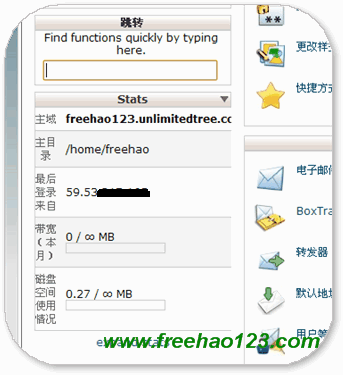 跳转
Find functions quickly by typing
here.
Stats
主域 freehao123.unlimitedtree.co
主目
录 /home/freehao
最后
登录
来自 59.53
带宽
（本
月） 0 / ∞ MB
磁盘
空间
使用
情况 0.27 / ∞ MB
更改样式
快捷方式
电子邮件
BoxTra
转发器
默认地址
用户
www.freehao123.com